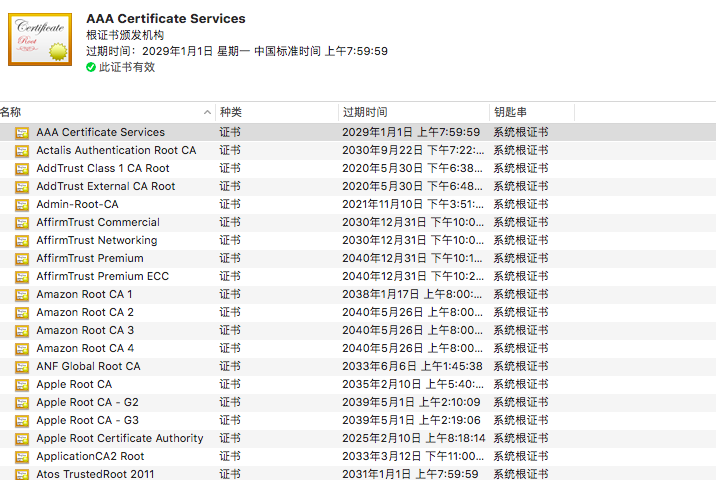 Certificate
Root
AAA Certificate Services
根证书颁发机构
过期时间：2029年1月1日 星期一 中国标准时间 上午7:59:59
此证书有效
名称 种类 过期时间 钥匙串
AAA Certificate Services 证书 2029年1月1日 上午7:59:59 系统根证书
Actalis Authentication Root CA 证书 2030年9月22日 下午7:22:... 系统根证书
AddTrust Class 1 CA Root 证书 2020年5月30日 下午6:38... 系统根证书
AddTrust External CA Root 证书 2020年5月30日 下午6:48... 系统根证书
Admin-Root-CA 证书 2021年11月10日 下午3:51:... 系统根证书
AffirmTrust Commercial 证书 2030年12月31日 下午10:0... 系统根证书
AffirmTrust Networking 证书 2030年12月31日 下午10:0... 系统根证书
AffirmTrust Premium 证书 2040年12月31日 下午10:1... 系统根证书
AffirmTrust Premium ECC 证书 2040年12月31日 下午10:2... 系统根证书
Amazon Root CA 1 证书 2038年1月17日 上午8:00:... 系统根证书
Amazon Root CA 2 证书 2040年5月26日 上午8:00... 系统根证书
Amazon Root CA 3 证书 2040年5月26日 上午8:00... 系统根证书
Amazon Root CA 4 证书 2040年5月26日 上午8:00... 系统根证书
ANF Global Root CA 证书 2033年6月6日 上午1:45:38 系统根证书
Apple Root CA 证书 2035年2月10日 上午5:40:... 系统根证书
Apple Root CA - G2 证书 2039年5月1日 上午2:10:09 系统根证书
Apple Root CA - G3 证书 2039年5月1日 上午2:19:06 系统根证书
Apple Root Certificate Authority 证书 2025年2月10日 上午8:18:14 系统根证书
ApplicationCA2 Root 证书 2033年3月12日 下午11:00... 系统根证书
Atos TrustedRoot 2011 证书 2031年1月1日 上午7:59:59 系统根证书